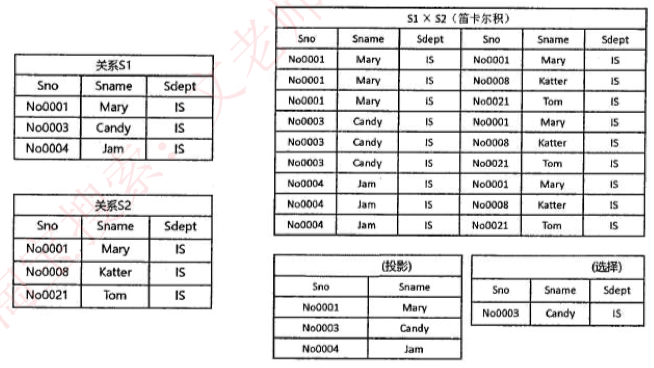 关系S1
Sno Sname Sdept
No0001 Mary IS
No0003 Candy IS
No0004 Jam IS
关系S2
Sno Sname Sdept
No0001 Mary IS
No0008 Katter IS
No0021 Tom IS
S1 × S2（笛卡尔积）
Sno Sname Sdept Sno Sname Sdept
No0001 Mary IS No0001 Mary IS
No0001 Mary IS No0008 Katter IS
No0001 Mary IS No0021 Tom IS
No0003 Candy IS No0001 Mary IS
No0003 Candy IS No0008 Katter IS
No0003 Candy IS No0021 Tom IS
No0004 Jam IS No0001 Mary IS
No0004 Jam IS No0008 Katter IS
No0004 Jam IS No0021 Tom IS
(投影)
Sno Sname
No0001 Mary
No0003 Candy
No0004 Jam
(选择)
Sno Sname Sdept
No0003 Candy IS
搜索：文老师